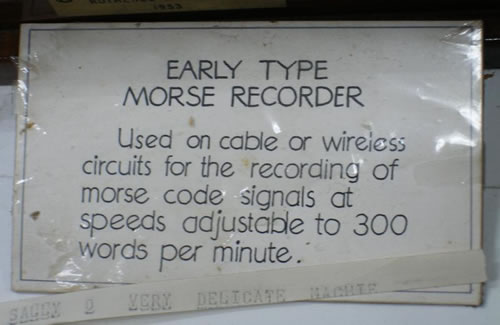 1953
EARLY TYPE
MORSE RECORDER
Used on cable or wireless
circuits for the recording of
morse code signals at
speeds adjustable to 300
words per minute.
VERY DELICATE